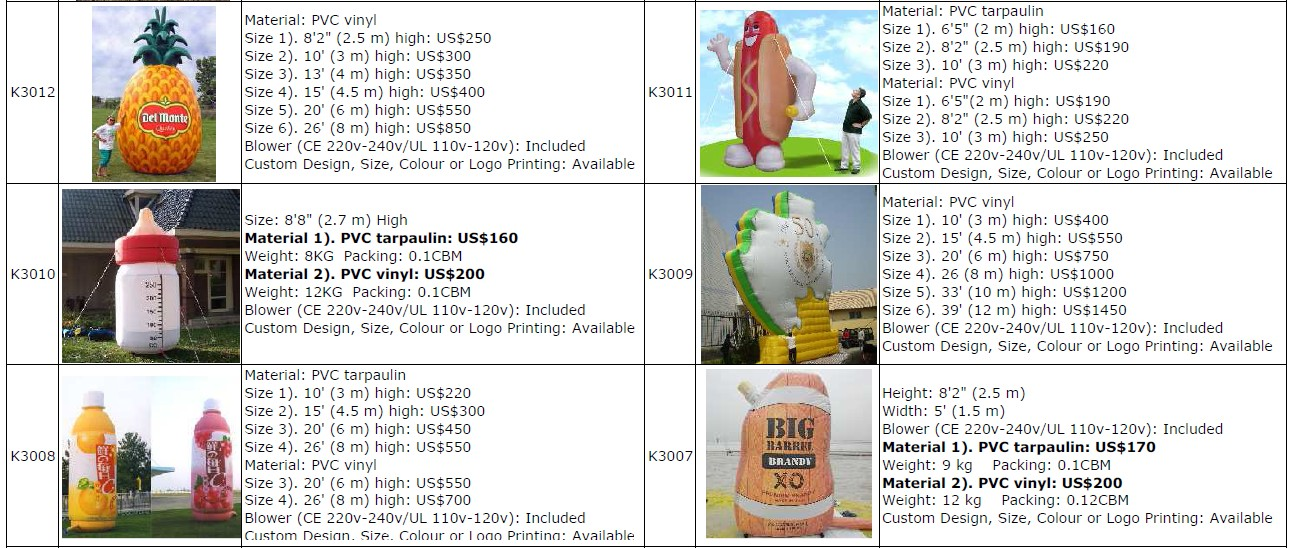 K3012
Del Monte
Quality
Material: PVC vinyl
Size 1). 8'2" (2.5 m) high: US$250
Size 2). 10' (3 m) high: US$300
Size 3). 13' (4 m) high: US$350
Size 4). 15' (4.5 m) high: US$400
Size 5). 20' (6 m) high: US$550
Size 6). 26' (8 m) high: US$850
Blower (CE 220v-240v/UL 110v-120v): Included
Custom Design, Size, Colour or Logo Printing: Available
K3011
Material: PVC tarpaulin
Size 1). 6'5" (2 m) high: US$160
Size 2). 8'2" (2.5 m) high: US$190
Size 3). 10' (3 m) high: US$220
Material: PVC vinyl
Size 1). 6'5"(2 m) high: US$190
Size 2). 8'2" (2.5 m) high: US$220
Size 3). 10' (3 m) high: US$250
Blower (CE 220v-240v/UL 110v-120v): Included
Custom Design, Size, Colour or Logo Printing: Available
K3010
250
200
150
Size: 8'8" (2.7 m) High
Material 1). PVC tarpaulin: US$160
Weight: 8KG Packing: 0.1CBM
Material 2). PVC vinyl: US$200
Weight: 12KG Packing: 0.1CBM
Blower (CE 220v-240v/UL 110v-120v): Included
Custom Design, Size, Colour or Logo Printing: Available
K3009
50
Material: PVC vinyl
Size 1). 10' (3 m) high: US$400
Size 2). 15' (4.5 m) high: US$550
Size 3). 20' (6 m) high: US$750
Size 4). 26 (8 m) high: US$1000
Size 5). 33' (10 m) high: US$1200
Size 6). 39' (12 m) high: US$1450
Blower (CE 220v-240v/UL 110v-120v): Included
Custom Design, Size, Colour or Logo Printing: Available
K3008
Material: PVC tarpaulin
Size 1). 10' (3 m) high: US$220
Size 2). 15' (4.5 m) high: US$300
Size 3). 20' (6 m) high: US$450
Size 4). 26' (8 m) high: US$550
Material: PVC vinyl
Size 3). 20' (6 m) high: US$550
Size 4). 26' (8 m) high: US$700
Blower (CE 220v-240v/UL 110v-120v): Included
Custom Design, Size, Colour or Logo Printing: Available
K3007
BIG
BARREL
BRANDY
XO
PREMIUM BRANDY
Height: 8'2" (2.5 m)
Width: 5' (1.5 m)
Blower (CE 220v-240v/UL 110v-120v): Included
Material 1). PVC tarpaulin: US$170
Weight: 9 kg Packing: 0.1CBM
Material 2). PVC vinyl: US$200
Weight: 12 kg Packing: 0.12CBM
Custom Design, Size, Colour or Logo Printing: Available